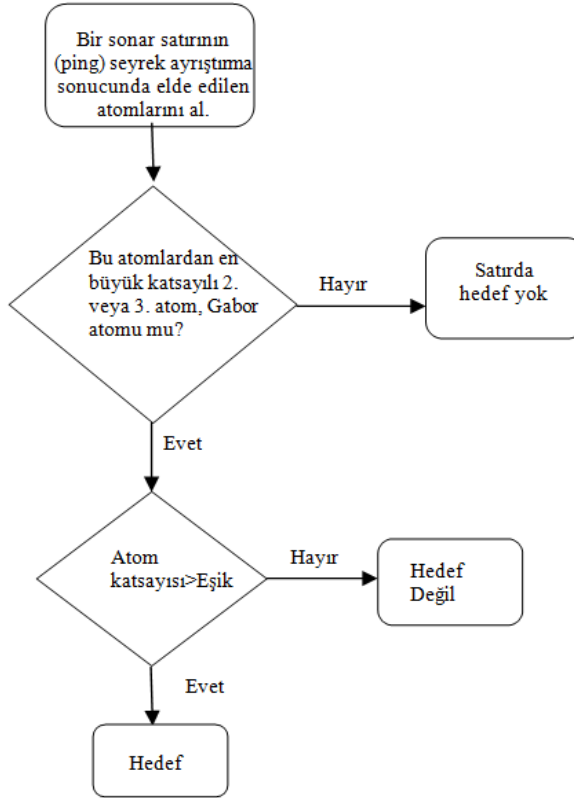 Bir sonar satırının
(ping) seyrek ayrıştıma
sonucunda elde edilen
atomlarını al.
Bu atomlardan en
büyük katsayılı 2.
veya 3. atom, Gabor
atomu mu?
Hayır
Satırda
hedef yok
Evet
Atom
katsayısı>Eşik
Hayır
Hedef
Değil
Evet
Hedef